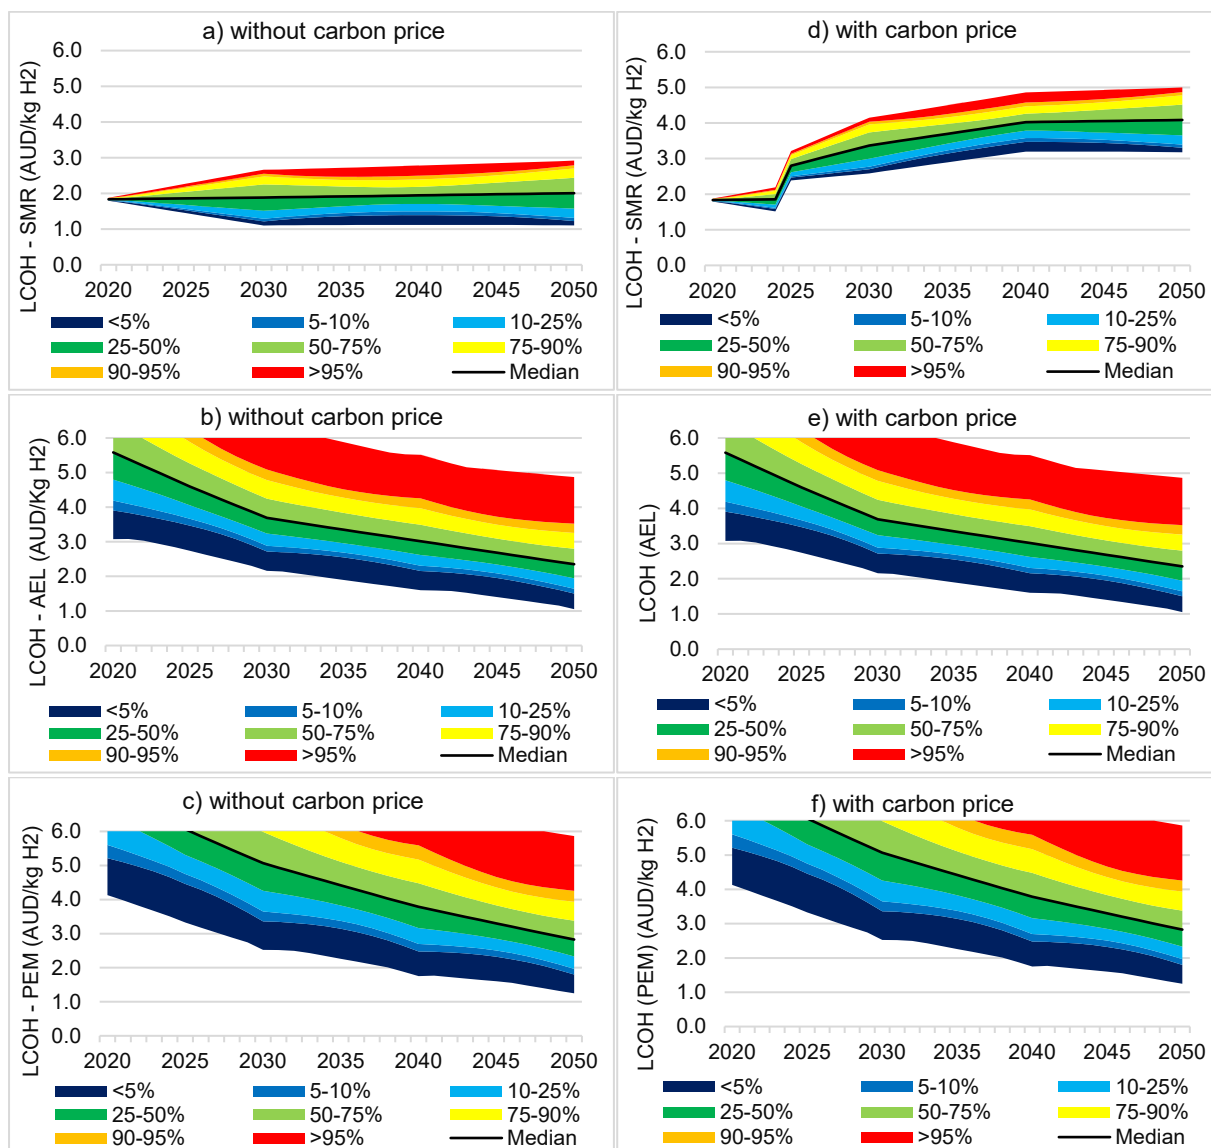 a) without carbon price
LCOH - SMR (AUD/kg H2)
6.0
5.0
4.0
3.0
2.0
1.0
0.0
2020 2025 2030 2035 2040 2045 2050
<5% 5-10% 10-25%
25-50% 50-75% 75-90%
90-95% >95% Median
d) with carbon price
LCOH - SMR (AUD/kg H2)
6.0
5.0
4.0
3.0
2.0
1.0
0.0
2020 2025 2030 2035 2040 2045 2050
<5% 5-10% 10-25%
25-50% 50-75% 75-90%
90-95% >95% Median
b) without carbon price
LCOH - AEL (AUD/Kg H2)
6.0
5.0
4.0
3.0
2.0
1.0
0.0
2020 2025 2030 2035 2040 2045 2050
<5% 5-10% 10-25%
25-50% 50-75% 75-90%
90-95% >95% Median
e) with carbon price
LCOH (AEL)
6.0
5.0
4.0
3.0
2.0
1.0
0.0
2020 2025 2030 2035 2040 2045 2050
<5% 5-10% 10-25%
25-50% 50-75% 75-90%
90-95% >95% Median
c) without carbon price
LCOH - PEM (AUD/kg H2)
6.0
5.0
4.0
3.0
2.0
1.0
0.0
2020 2025 2030 2035 2040 2045 2050
<5% 5-10% 10-25%
25-50% 50-75% 75-90%
90-95% >95% Median
f) with carbon price
LCOH (PEM) (AUD/kg H2)
6.0
5.0
4.0
3.0
2.0
1.0
0.0
2020 2025 2030 2035 2040 2045 2050
<5% 5-10% 10-25%
25-50% 50-75% 75-90%
90-95% >95% Median